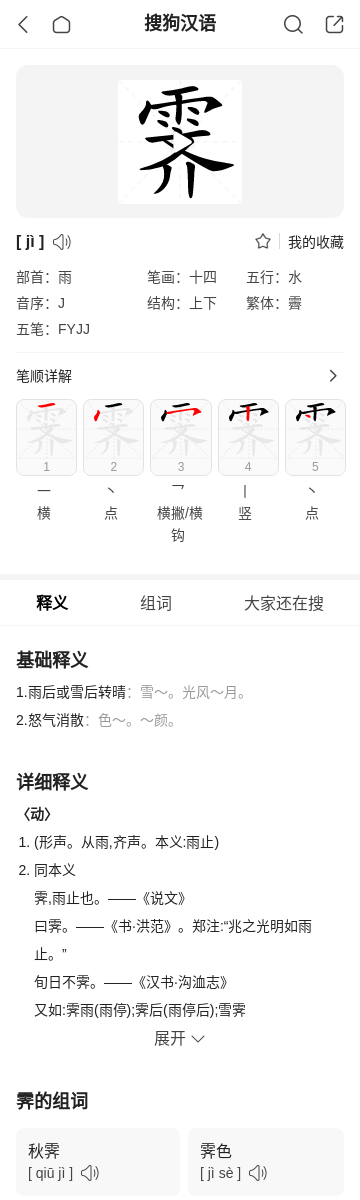 搜狗汉语
霁
[ jì ]
我的收藏
部首：雨 笔画：十四 五行：水
音序：J 结构：上下 繁体：霽
五笔：FYJJ
笔顺详解
1 2 3 4 5
一 丶 乛 丨 丶
横 点 横撇/横钩 竖 点
释义 组词 大家还在搜
基础释义
1.雨后或雪后转晴：雪～。光风～月。
2.怒气消散：色～。～颜。
详细释义
〈动〉
1. (形声。从雨,齐声。本义:雨止)
2. 同本义
霁,雨止也。——《说文》
曰霁。——《书·洪范》。郑注:“兆之光明如雨
止。”
旬日不霁。——《汉书·沟洫志》
又如:霁雨(雨停);霁后(雨停后);雪霁
展开
霁的组词
秋霁 霁色
[ qiū jì ] [ jì sè ]